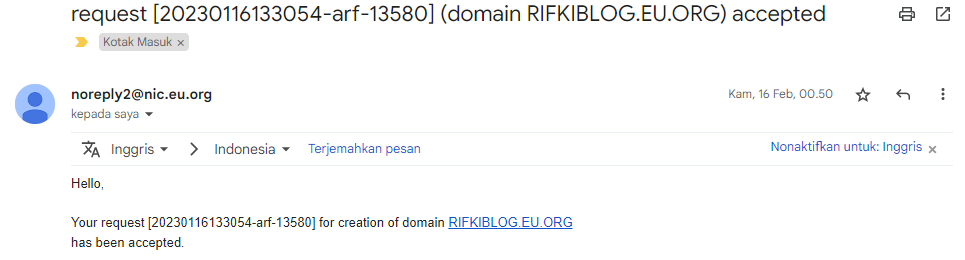 request [20230116133054-arf-13580] (domain RIFKIBLOG.EU.ORG) accepted
Kotak Masuk ×
noreply2@nic.eu.org
Kam, 16 Feb, 00.50
kepada saya
Inggris
Indonesia
Terjemahkan pesan
Nonaktifkan untuk: Inggris ×
Hello,
Your request [20230116133054-arf-13580] for creation of domain RIFKIBLOG.EU.ORG
has been accepted.